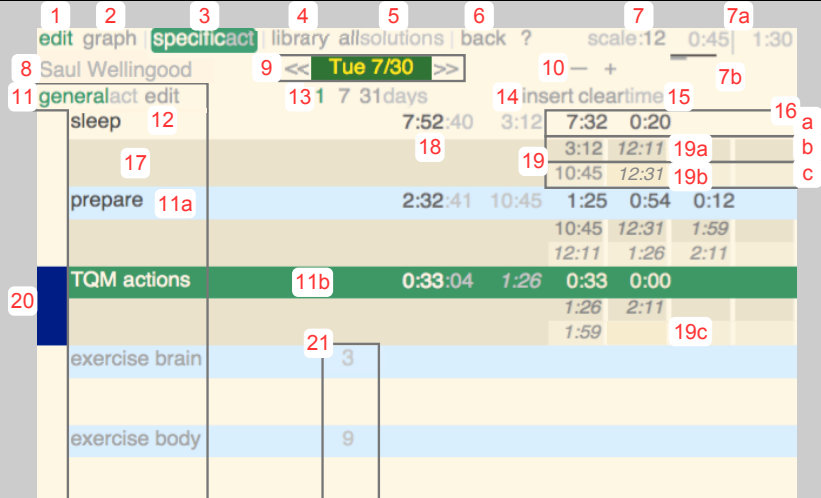 1 2 3 4 5 6 7 7a
edit graph specificact library allsolutions back ? scale:12 0:45 1:30
8 Saul Wellingood 9 << Tue 7/30 >> 10 — + 7b
11 generalact edit 13 1 7 31days 14 insert cleartime 15 16
sleep 12 7:52:40 3:12 7:32 0:20 a
17 18 19 3:12 12:11 19a b
10:45 12:31 19b c
prepare 11a 2:32:41 10:45 1:25 0:54 0:12
10:45 12:31 1:59
12:11 1:26 2:11
TQM actions 11b 0:33:04 1:26 0:33 0:00
20 1:26 2:11
1:59 19c
21
exercise brain 3
exercise body 9